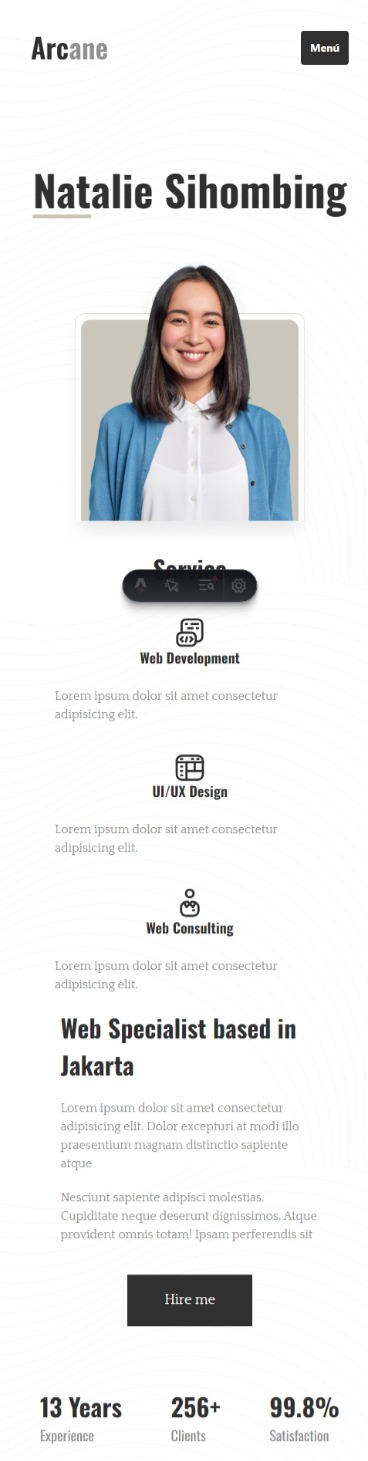 Arcane
Menú
Natalie Sihombing
Service
Web Development
Lorem ipsum dolor sit amet consectetur
adipisicing elit.
UI/UX Design
Lorem ipsum dolor sit amet consectetur
adipisicing elit.
Web Consulting
Lorem ipsum dolor sit amet consectetur
adipisicing elit.
Web Specialist based in
Jakarta
Lorem ipsum dolor sit amet consectetur
adipisicing elit. Dolor excepturi at modi illo
praesentium magnam distinctio sapiente
atque
Nesciunt sapiente adipisci molestias.
Cupiditate neque deserunt dignissimos. Atque
provident omnis totam! Ipsam perferendis sit
Hire me
13 Years
256+
99.8%
Experience
Clients
Satisfaction